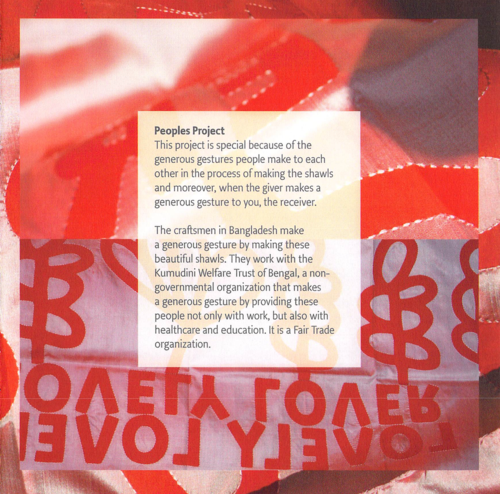 Peoples Project
This project is special because of the
generous gestures people make to each
other in the process of making the shawls
and moreover, when the giver makes a
generous gesture to you, the receiver.
The craftsmen in Bangladesh make
a generous gesture by making these
beautiful shawls. They work with the
Kumudini Welfare Trust of Bengal, a non-
governmental organization that makes
a generous gesture by providing these
people not only with work, but also with
healthcare and education. It is a Fair Trade
organization.
OVELY LOVER
LOVELY LOVE